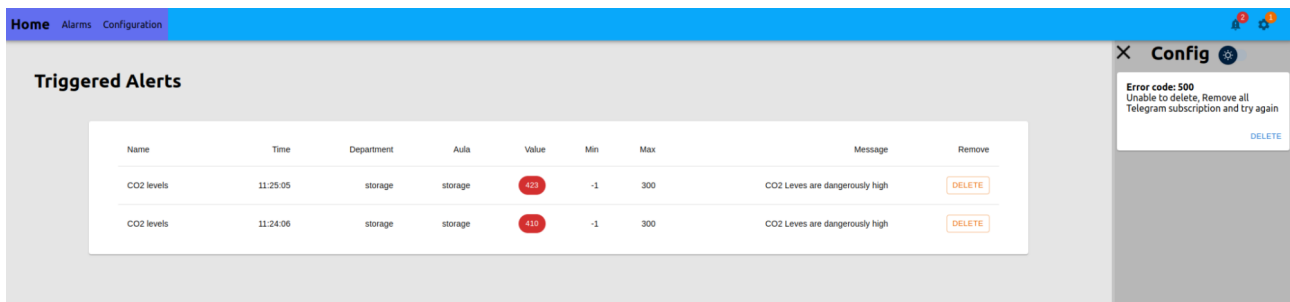 Home Alarms Configuration 2 1
Config
Triggered Alerts
Error code: 500
Unable to delete, Remove all
Telegram subscription and try again
DELETE
Name Time Department Aula Value Min Max Message Remove
CO2 levels 11:25:05 storage storage 423 -1 300 CO2 Leves are dangerously high DELETE
CO2 levels 11:24:06 storage storage 410 -1 300 CO2 Leves are dangerously high DELETE